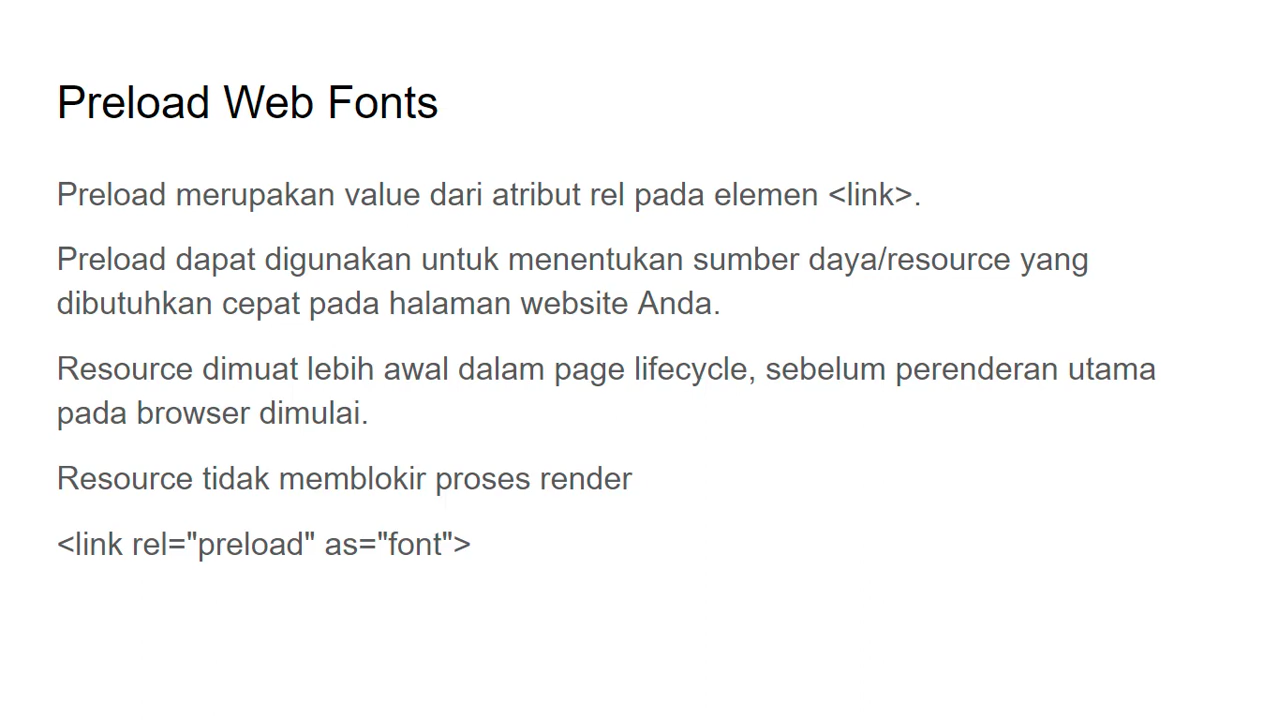 Preload Web Fonts
Preload merupakan value dari atribut rel pada elemen <link>.
Preload dapat digunakan untuk menentukan sumber daya/resource yang
dibutuhkan cepat pada halaman website Anda.
Resource dimuat lebih awal dalam page lifecycle, sebelum perenderan utama
pada browser dimulai.
Resource tidak memblokir proses render
<link rel="preload" as="font">